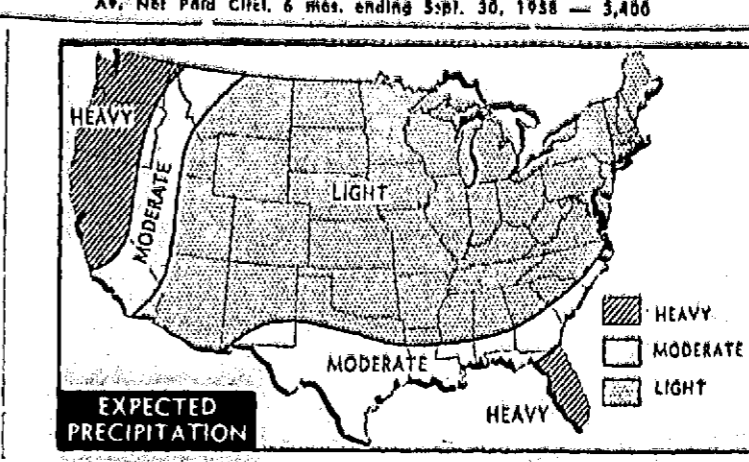 Av. Net Paid Circl. 6 mos. ending Sept. 30, 1958 — 3,400
HEAVY
MODERATE
LIGHT
MODERATE
HEAVY
HEAVY
MODERATE
LIGHT
EXPECTED
PRECIPITATION